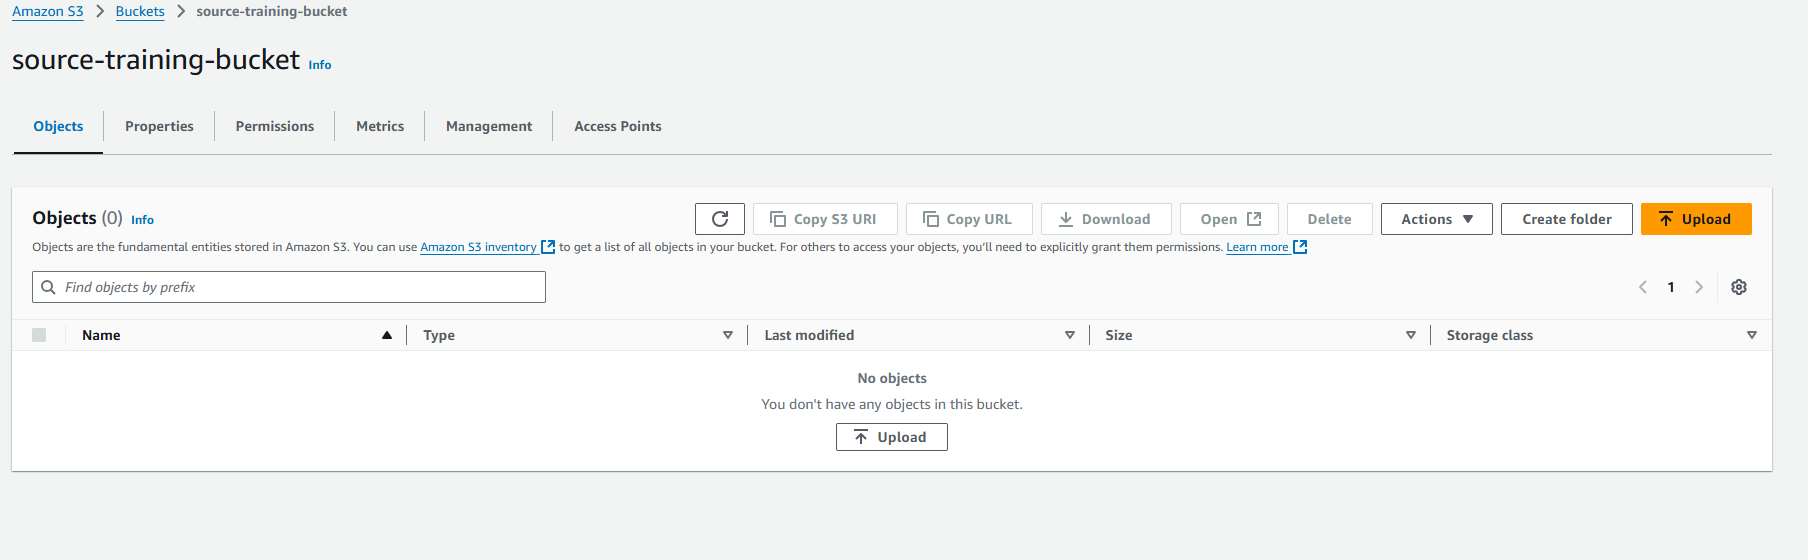 Amazon S3 > Buckets > source-training-bucket
source-training-bucket Info
Objects Properties Permissions Metrics Management Access Points
Objects (0) Info
Copy S3 URI Copy URL Download Open Delete Actions Create folder Upload
Objects are the fundamental entities stored in Amazon S3. You can use Amazon S3 inventory to get a list of all objects in your bucket. For others to access your objects, you'll need to explicitly grant them permissions. Learn more
Find objects by prefix
1
Name Type Last modified Size Storage class
No objects
You don't have any objects in this bucket.
Upload